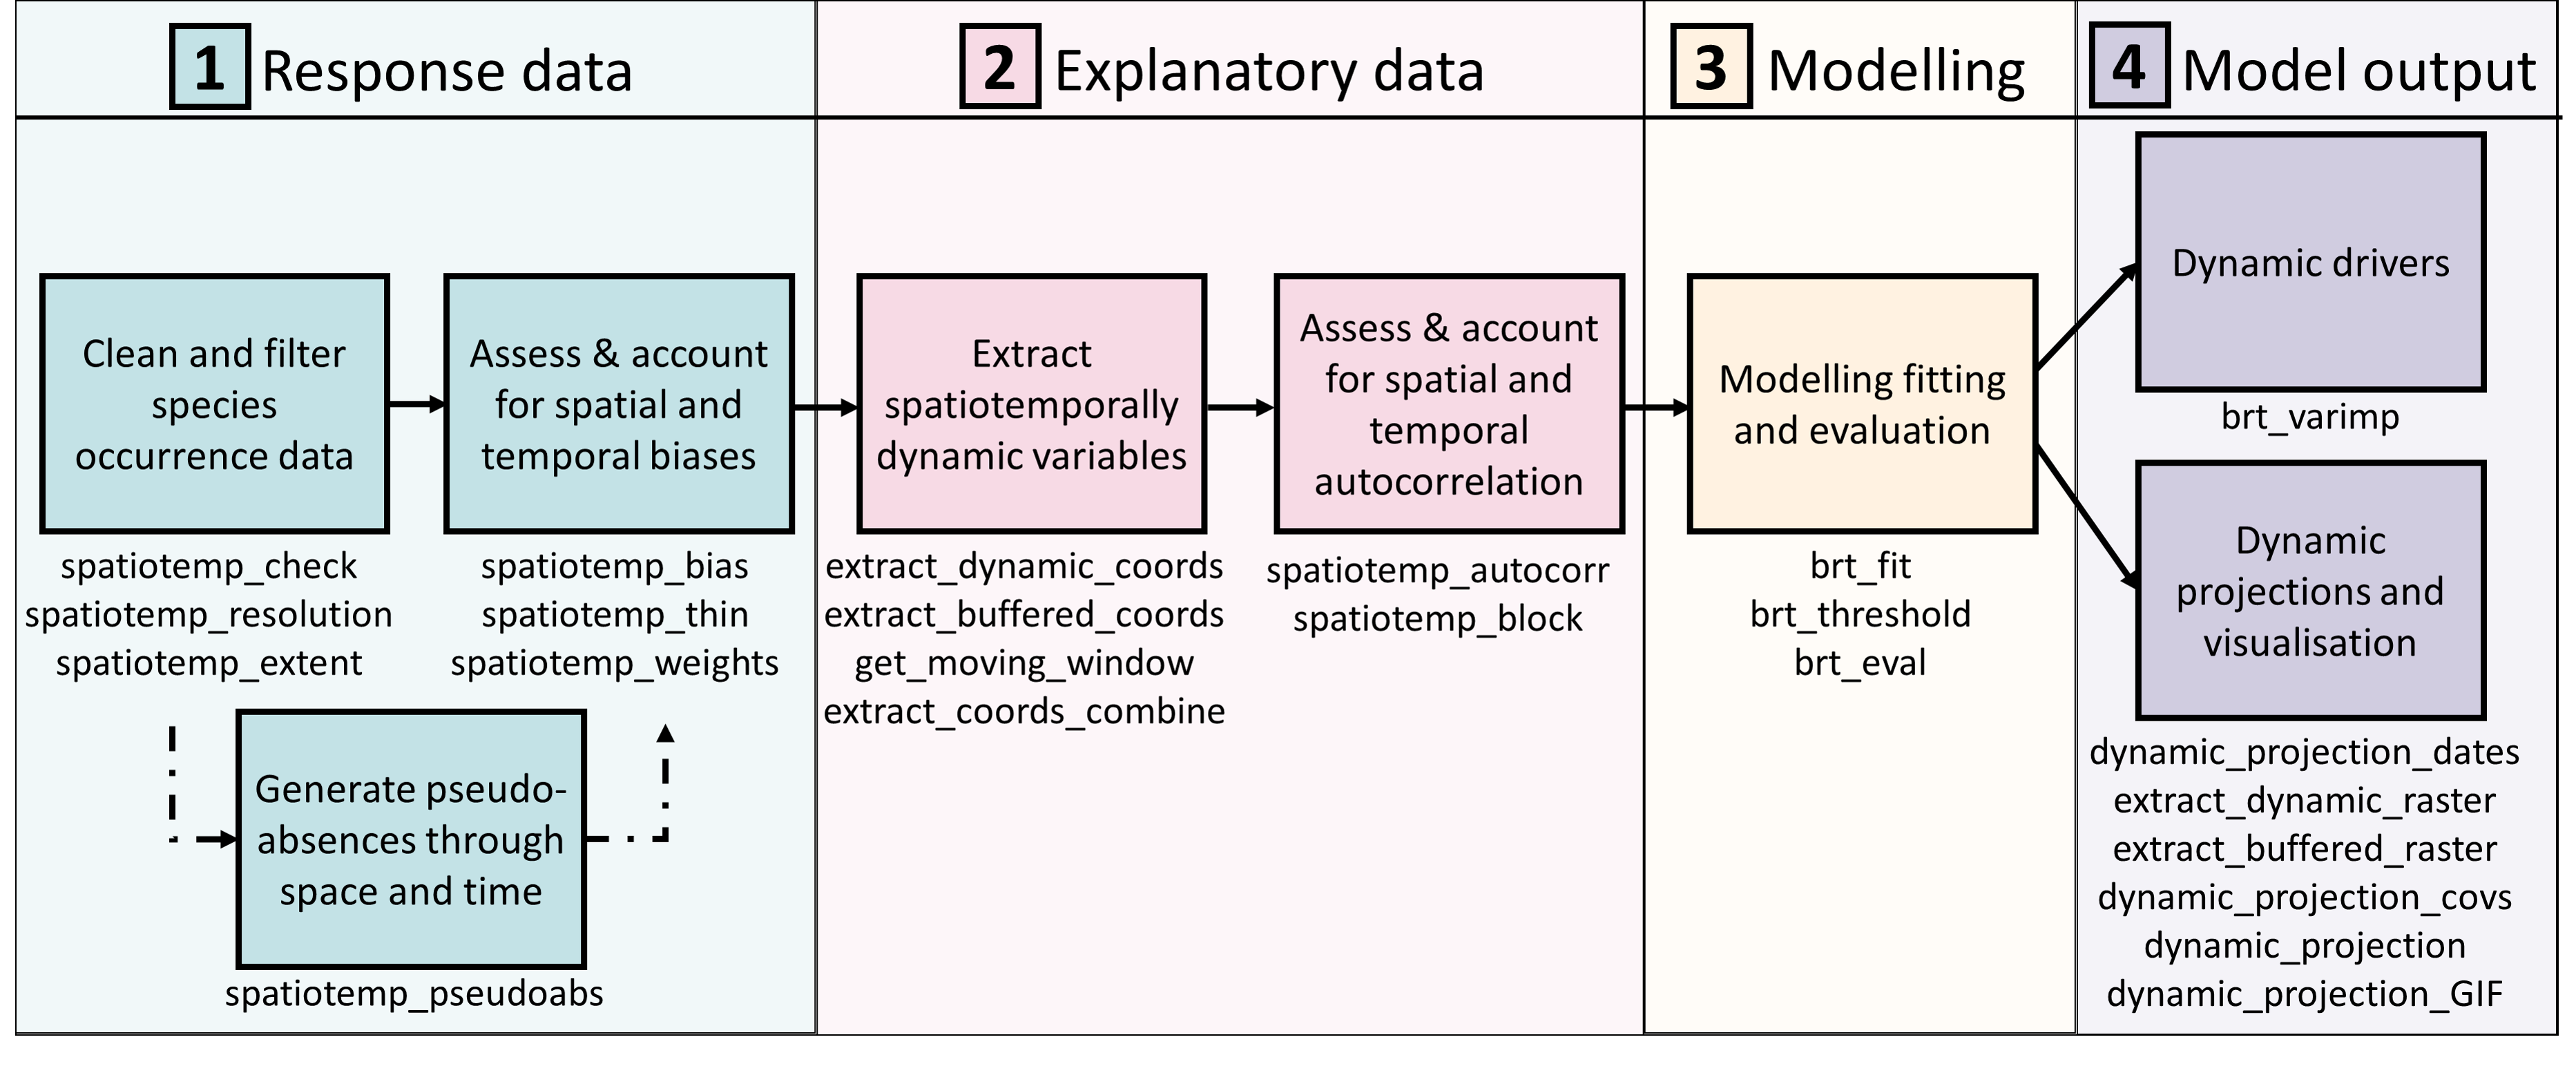 1 Response data
Clean and filter
species
occurrence data
spatiotemp_check
spatiotemp_resolution
spatiotemp_extent
Assess & account
for spatial and
temporal biases
spatiotemp_bias
spatiotemp_thin
spatiotemp_weights
Generate pseudo-
absences through
space and time
spatiotemp_pseudoabs
2 Explanatory data
Extract
spatiotemporally
dynamic variables
extract_dynamic_coords
extract_buffered_coords
get_moving_window
extract_coords_combine
Assess & account
for spatial and
temporal
autocorrelation
spatiotemp_autocorr
spatiotemp_block
3 Modelling
Modelling fitting
and evaluation
brt_fit
brt_threshold
brt_eval
4 Model output
Dynamic drivers
brt_varimp
Dynamic
projections and
visualisation
dynamic_projection_dates
extract_dynamic_raster
extract_buffered_raster
dynamic_projection_covs
dynamic_projection
dynamic_projection_GIF